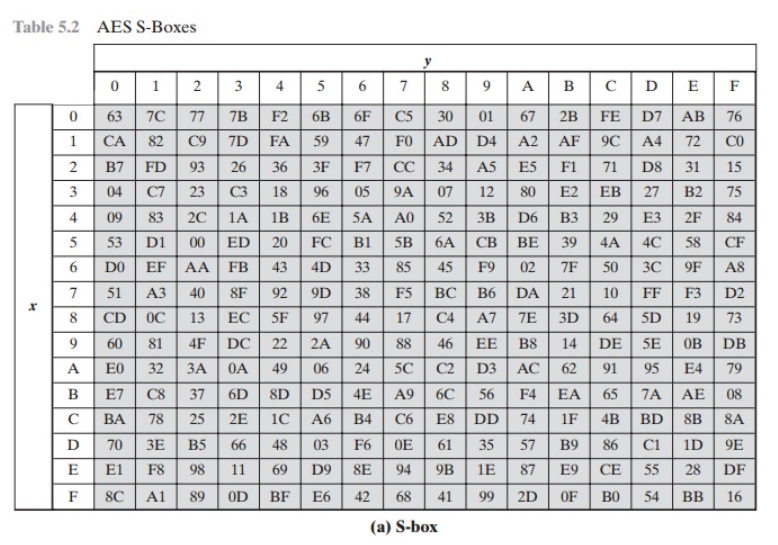 Table 5.2 AES S-Boxes
y
0 1 2 3 4 5 6 7 8 9 A B C D E F
0 63 7C 77 7B F2 6B 6F C5 30 01 67 2B FE D7 AB 76
1 CA 82 C9 7D FA 59 47 F0 AD D4 A2 AF 9C A4 72 C0
2 B7 FD 93 26 36 3F F7 CC 34 A5 E5 F1 71 D8 31 15
3 04 C7 23 C3 18 96 05 9A 07 12 80 E2 EB 27 B2 75
4 09 83 2C 1A 1B 6E 5A A0 52 3B D6 B3 29 E3 2F 84
5 53 D1 00 ED 20 FC B1 5B 6A CB BE 39 4A 4C 58 CF
6 D0 EF AA FB 43 4D 33 85 45 F9 02 7F 50 3C 9F A8
7 51 A3 40 8F 92 9D 38 F5 BC B6 DA 21 10 FF F3 D2
x
8 CD 0C 13 EC 5F 97 44 17 C4 A7 7E 3D 64 5D 19 73
9 60 81 4F DC 22 2A 90 88 46 EE B8 14 DE 5E 0B DB
A E0 32 3A 0A 49 06 24 5C C2 D3 AC 62 91 95 E4 79
B E7 C8 37 6D 8D D5 4E A9 6C 56 F4 EA 65 7A AE 08
C BA 78 25 2E 1C A6 B4 C6 E8 DD 74 1F 4B BD 8B 8A
D 70 3E B5 66 48 03 F6 0E 61 35 57 B9 86 C1 1D 9E
E E1 F8 98 11 69 D9 8E 94 9B 1E 87 E9 CE 55 28 DF
F 8C A1 89 0D BF E6 42 68 41 99 2D 0F B0 54 BB 16
(a) S-box